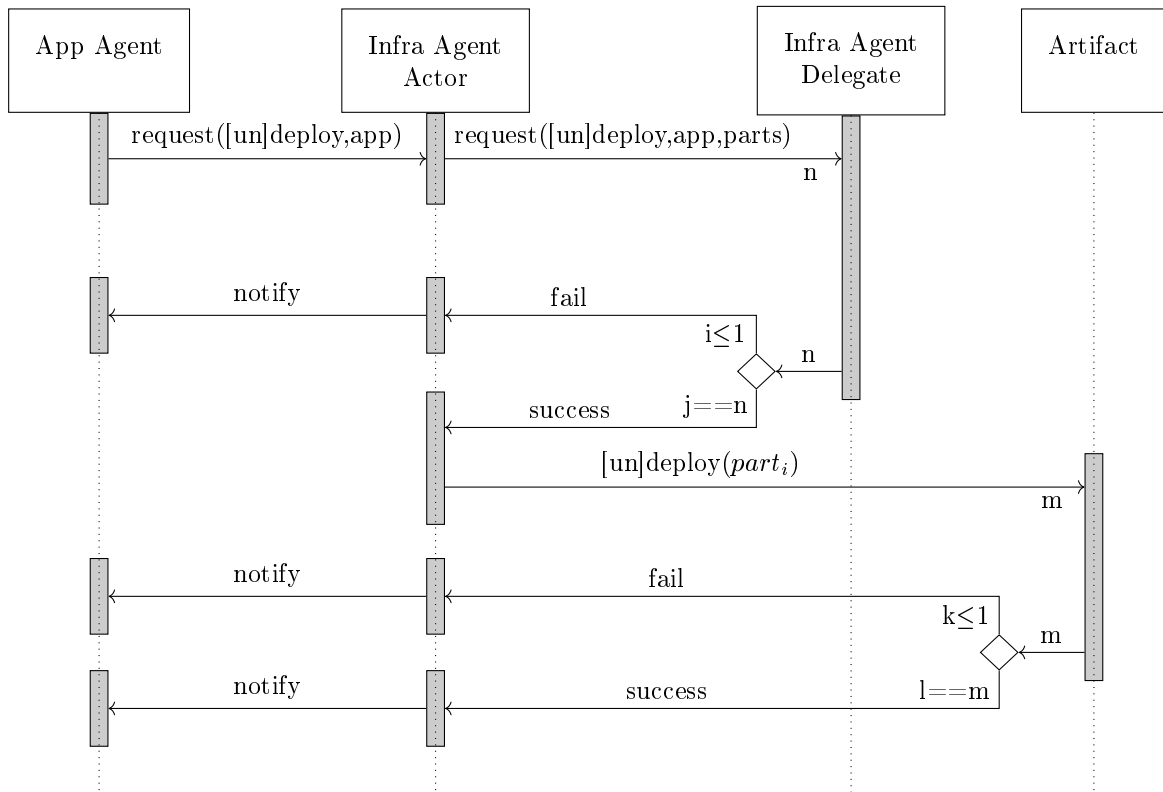 App Agent
Infra Agent
Actor
Infra Agent
Delegate
Artifact
request([un]deploy,app)
request([un]deploy,app,parts)
n
notify
fail
i≤1
n
j==n
success
[un]deploy(part_i)
m
notify
fail
k≤1
m
l==m
notify
success